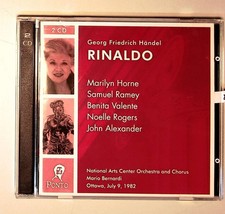 2 CD
Georg Friedrich Händel
RINALDO
Marilyn Horne
Samuel Ramey
Benita Valente
Noelle Rogers
John Alexander
National Arts Center Orchestra and Chorus
Mario Bernardi
Ottawa, July 9, 1982
PONTO